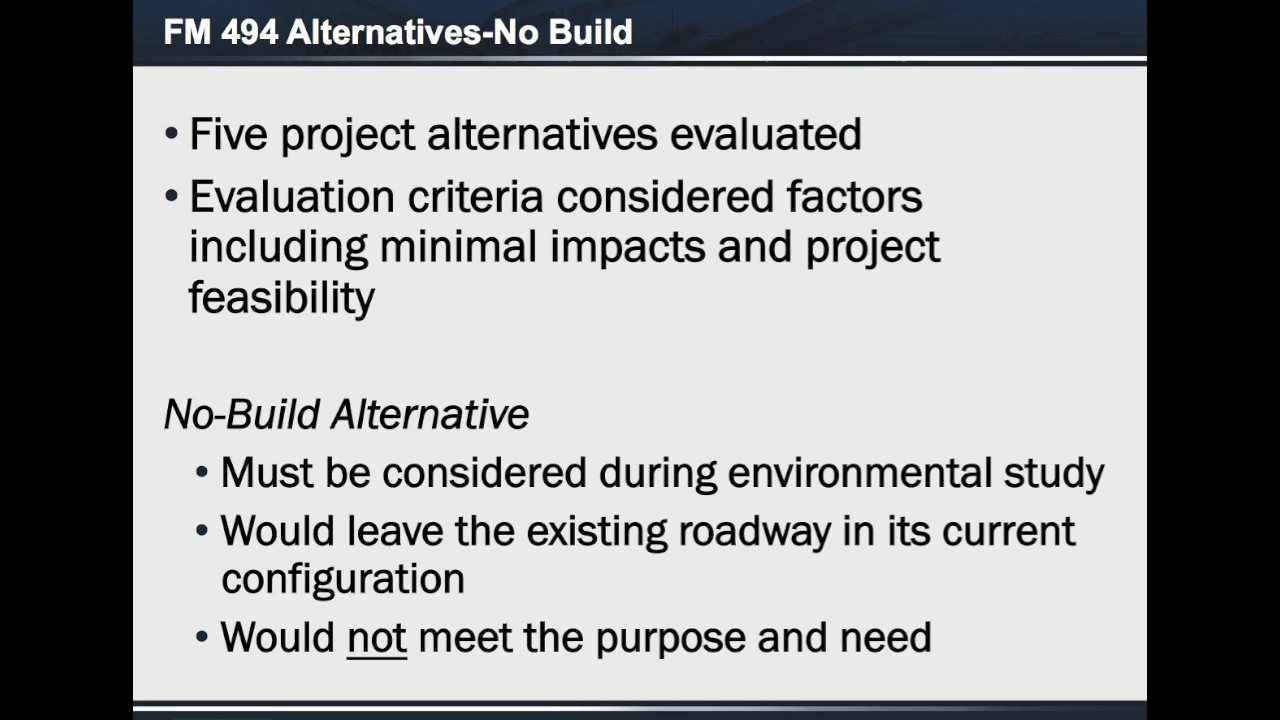 FM 494 Alternatives-No Build
• Five project alternatives evaluated
• Evaluation criteria considered factors
including minimal impacts and project
feasibility
No-Build Alternative
• Must be considered during environmental study
• Would leave the existing roadway in its current
configuration
• Would not meet the purpose and need